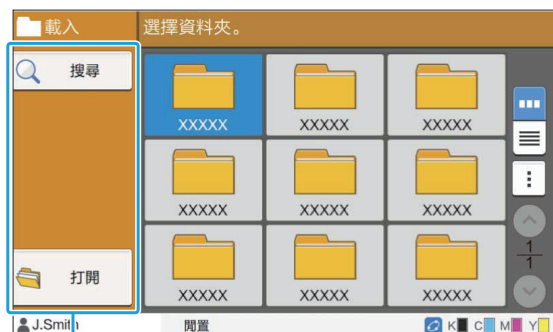 載入
選擇資料夾。
搜尋
打開
XXXXX XXXXX XXXXX
XXXXX XXXXX XXXXX
XXXXX XXXXX XXXXX
1
1
J.Smith
閒置
K C M Y